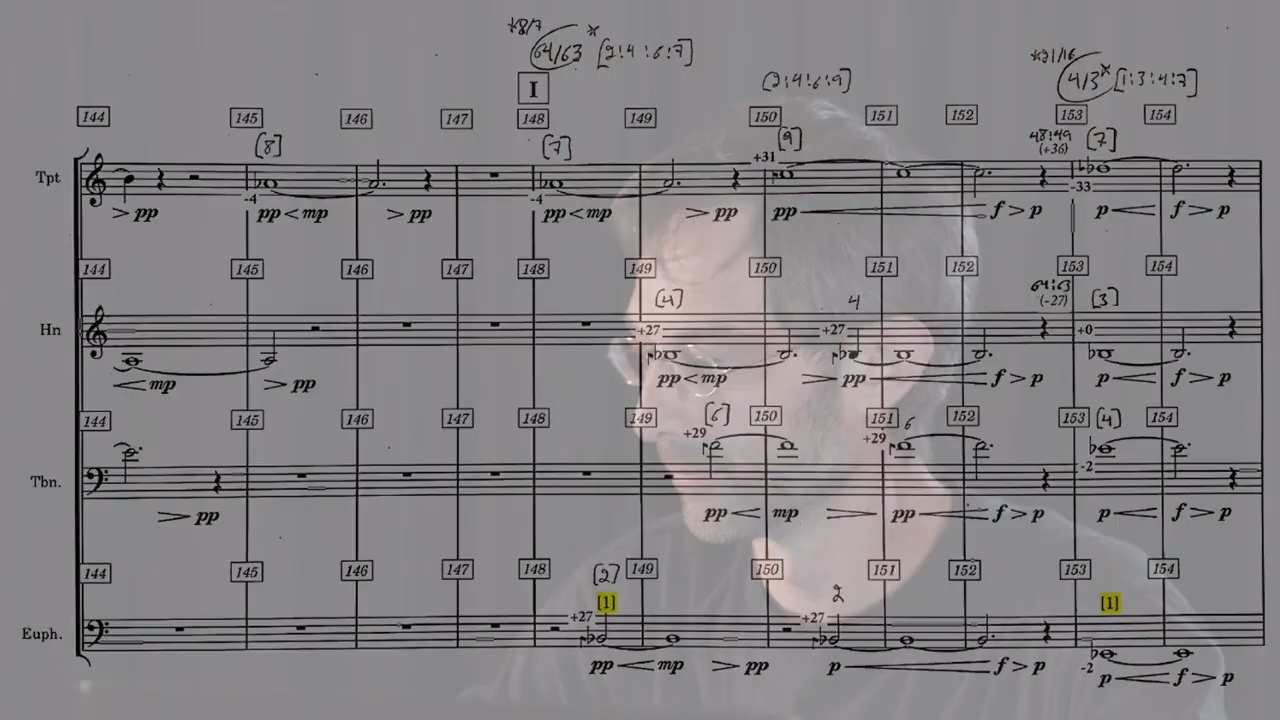 *8/7 *
64/63 [2:4:6:7]
*21/16
4/3* [1:3:4:7]
(2:4:6:9]
I
144 145 146 147 148 149 150 151 152 153 154
[8] [7] [9] 48:49 [7]
(+36)
+31
Tpt
-4 -4 -33
> pp pp < mp > pp pp < mp > pp pp f > p p f > p
144 145 146 147 148 149 150 151 152 153 154
[4] 4 64:63 [3]
(-27)
Hn
+27 +27 +0
mp > pp pp < mp pp f > p p f > p
144 145 146 147 148 149 150 151 152 153 154
[6] 6 [4]
+29 +29
Tbn.
-2
pp pp mp pp f > p p f > p
144 145 146 147 148 149 150 151 152 153 154
[2] 2
[1] [1]
+27 +27
Euph.
-2
pp mp > pp p f > p p f > p